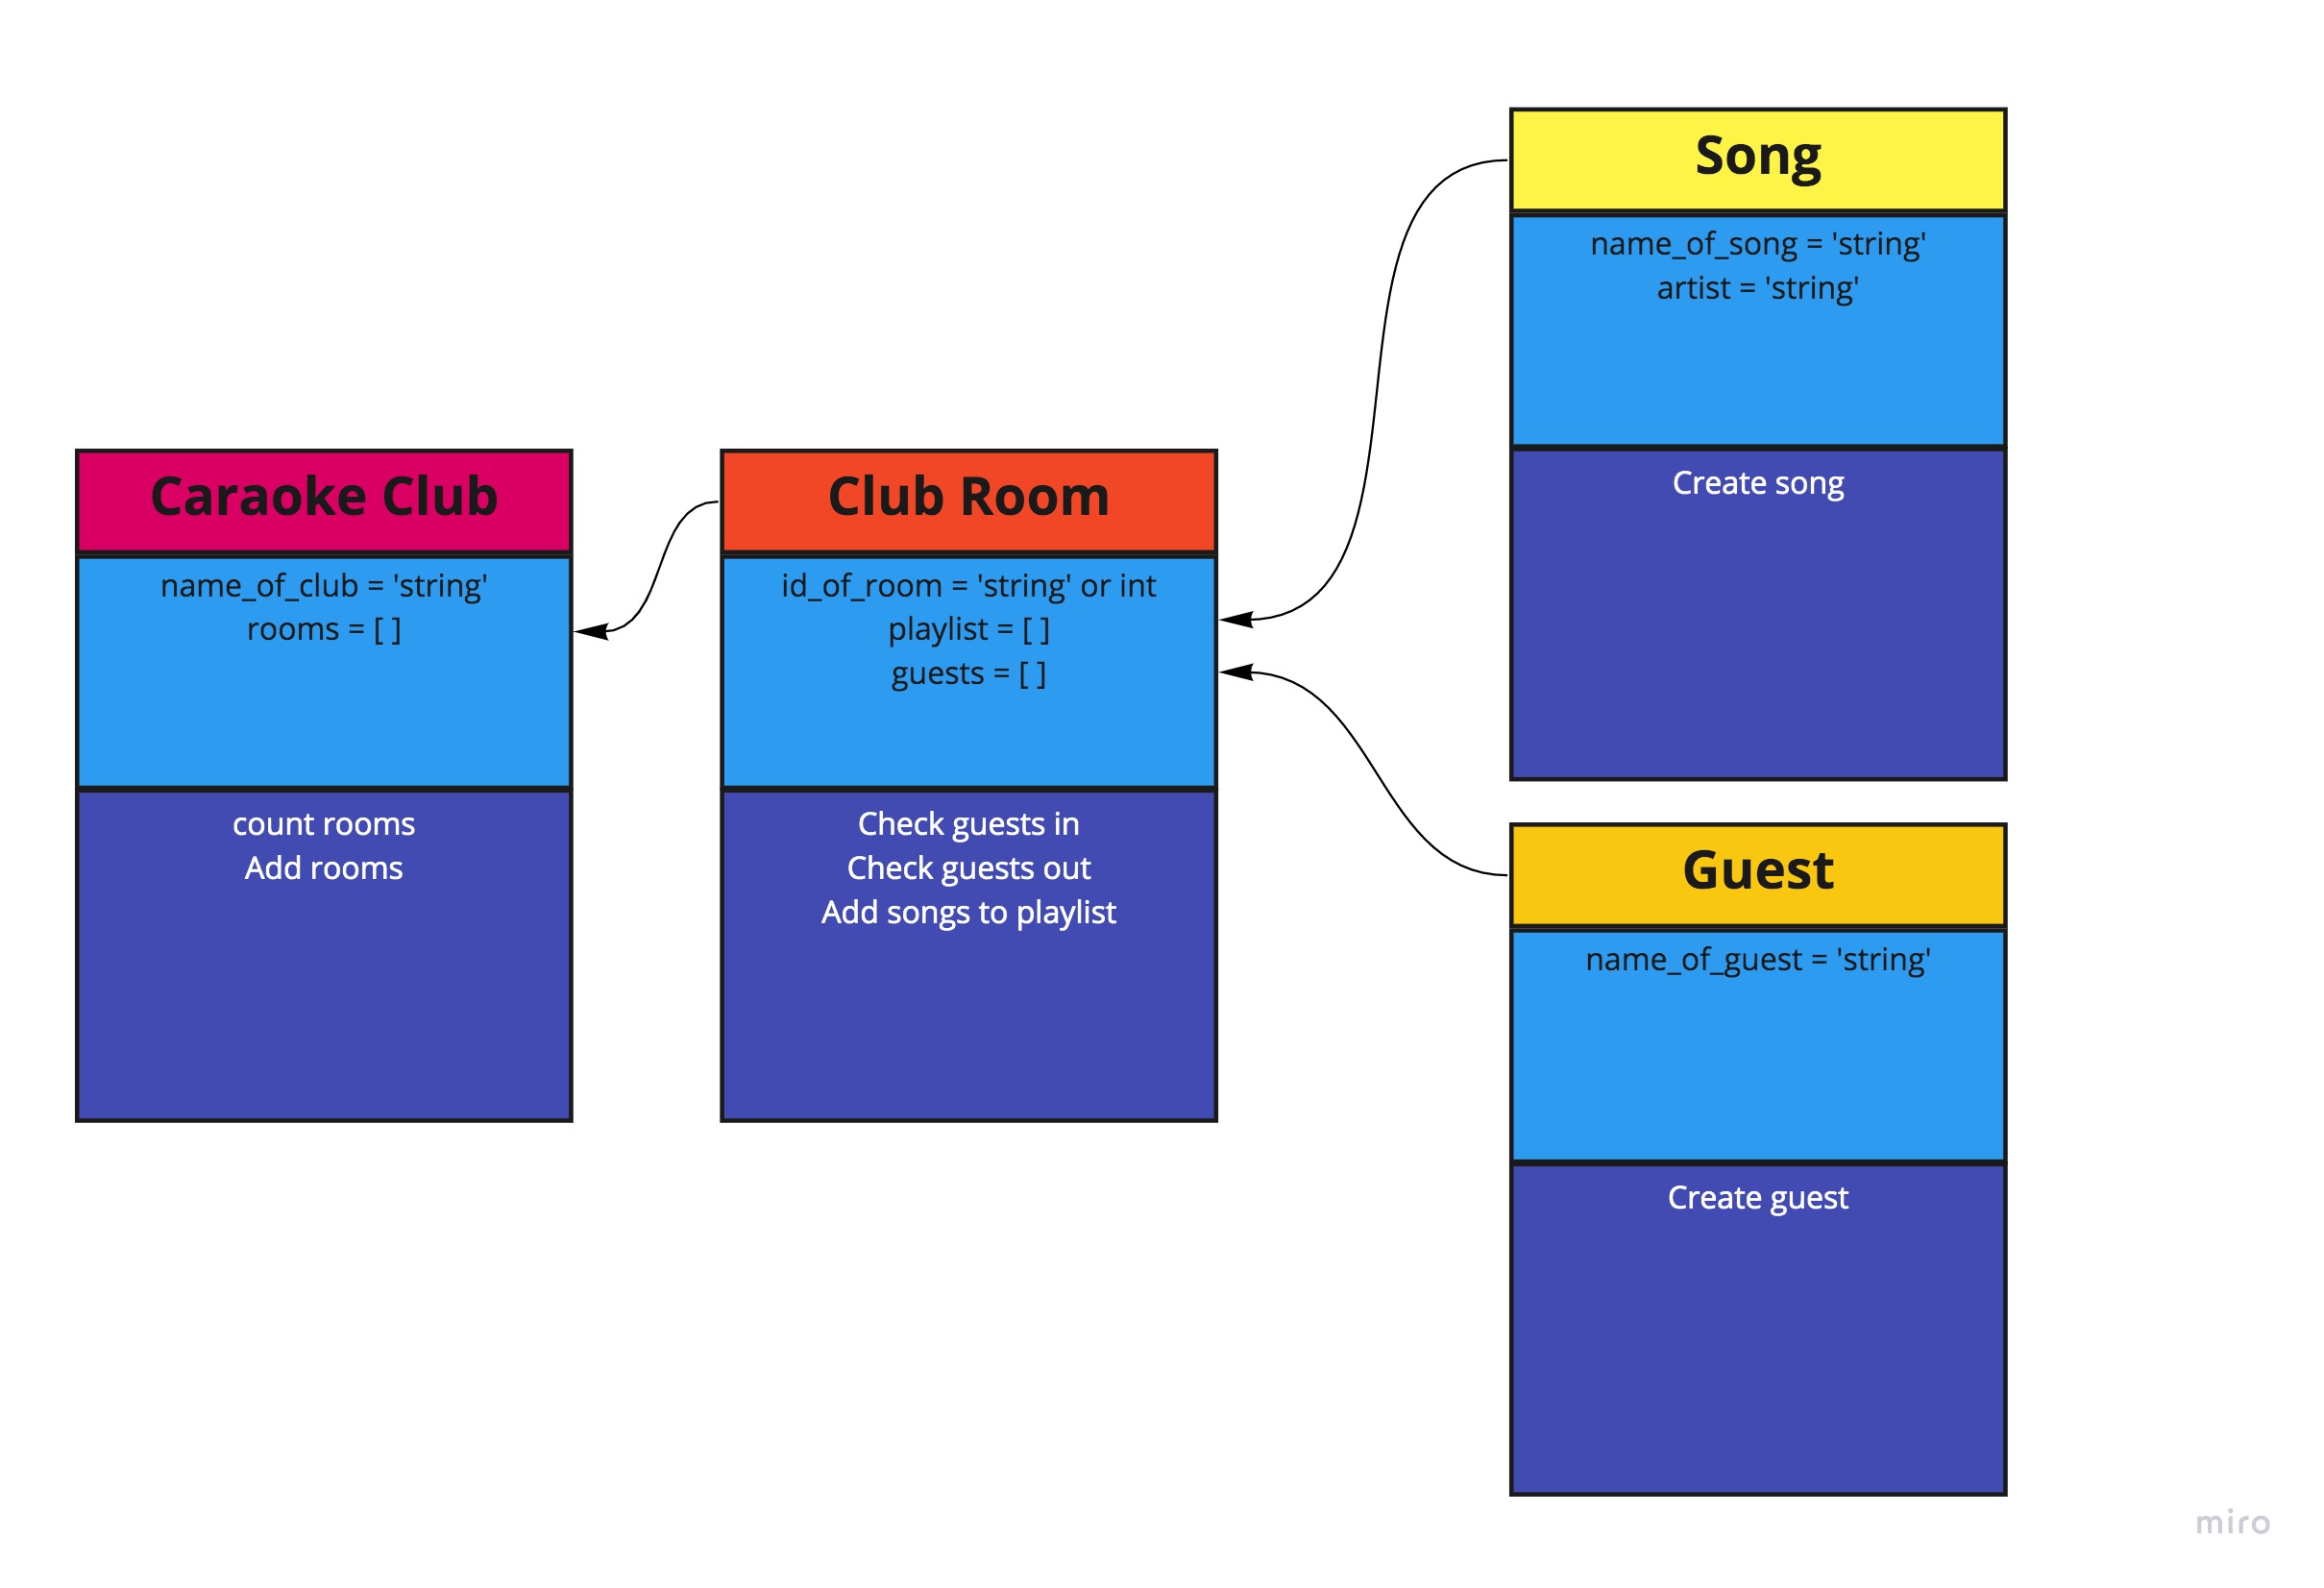 Caraoke Club
name_of_club = 'string'
rooms = [ ]
count rooms
Add rooms
Club Room
id_of_room = 'string' or int
playlist = [ ]
guests = [ ]
Check guests in
Check guests out
Add songs to playlist
Song
name_of_song = 'string'
artist = 'string'
Create song
Guest
name_of_guest = 'string'
Create guest
miro